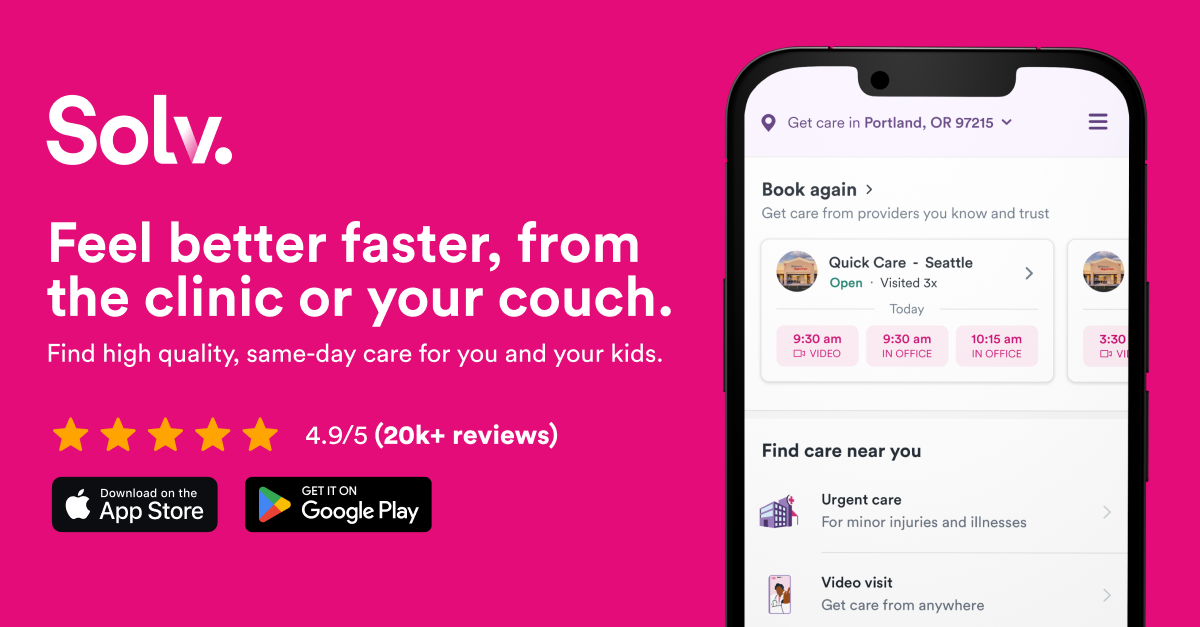 Solv.
Feel better faster, from
the clinic or your couch.
Find high quality, same-day care for you and your kids.
4.9/5 (20k+ reviews)
Download on the
App Store
GET IT ON
Google Play
Get care in Portland, OR 97215
Book again
Get care from providers you know and trust
Quick Care - Seattle
Open · Visited 3x
Today
9:30 am
VIDEO
9:30 am
IN OFFICE
10:15 am
IN OFFICE
3:30
Find care near you
Urgent care
For minor injuries and illnesses
Video visit
Get care from anywhere